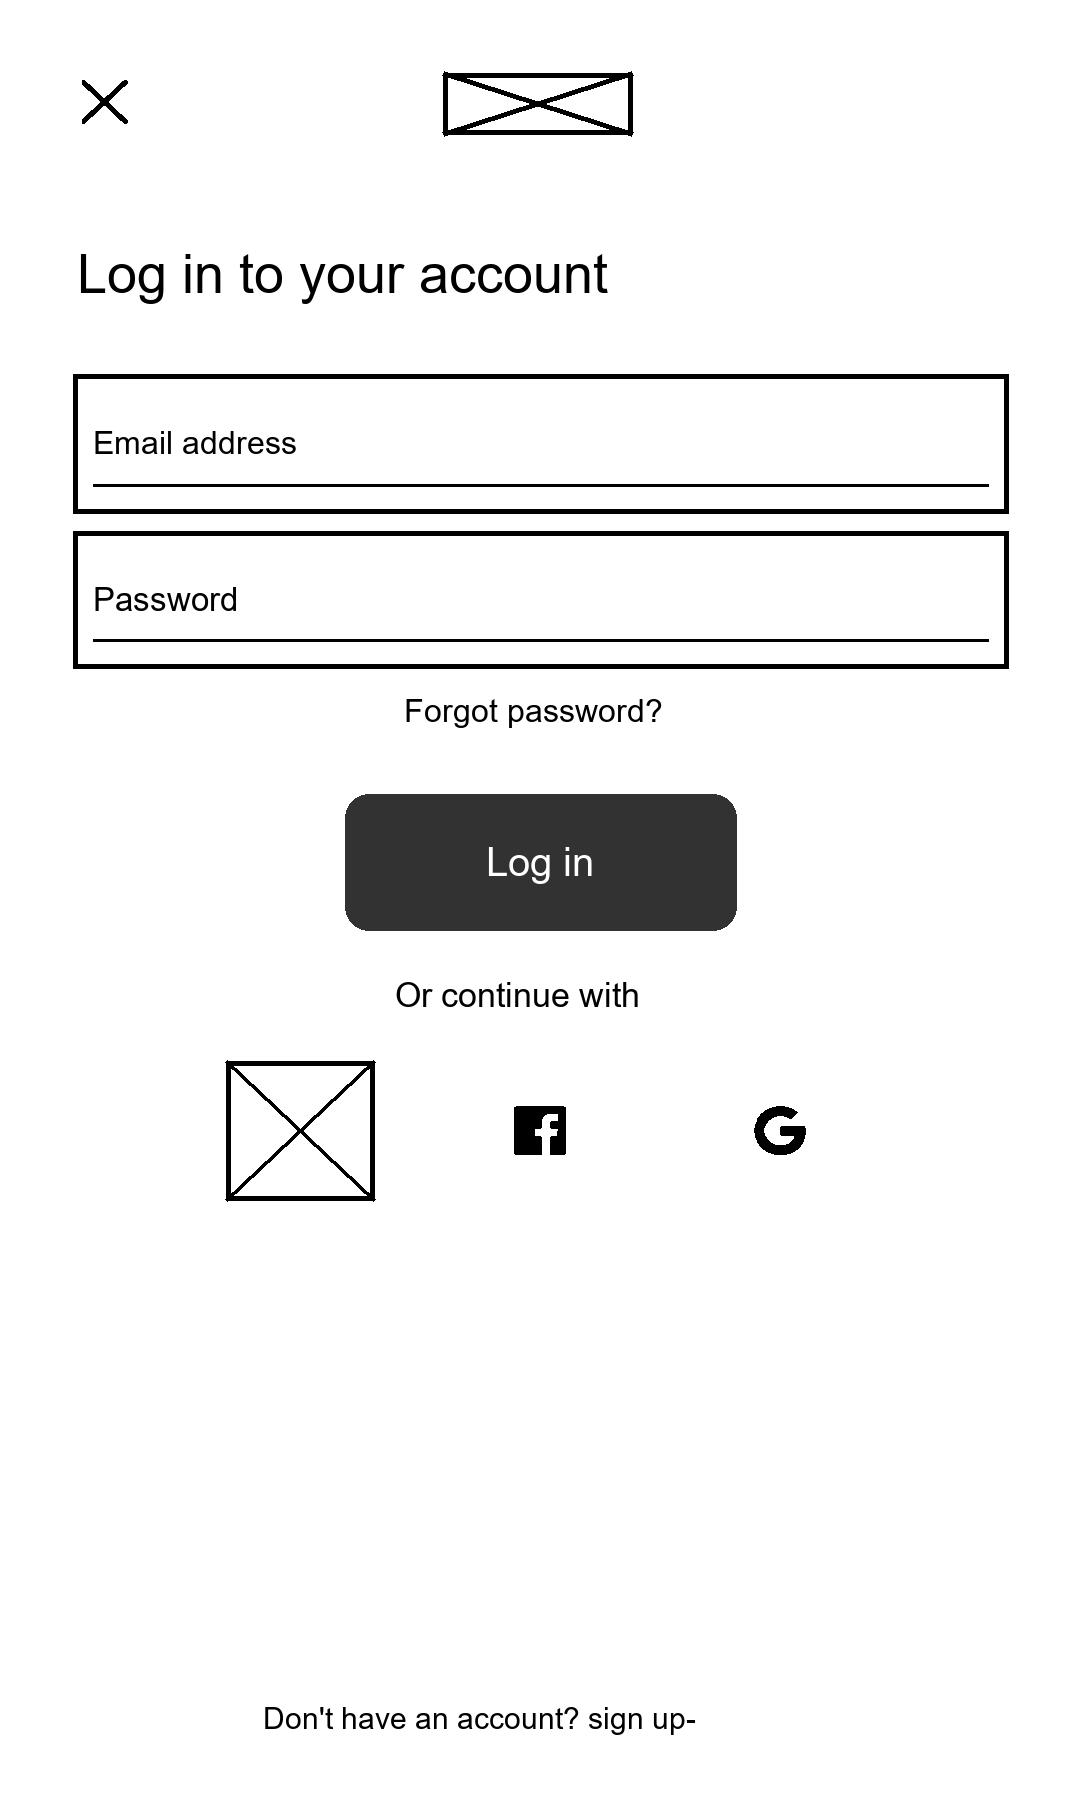 Log in to your account
Email address
Password
Forgot password?
Log in
Or continue with
Don't have an account? sign up-